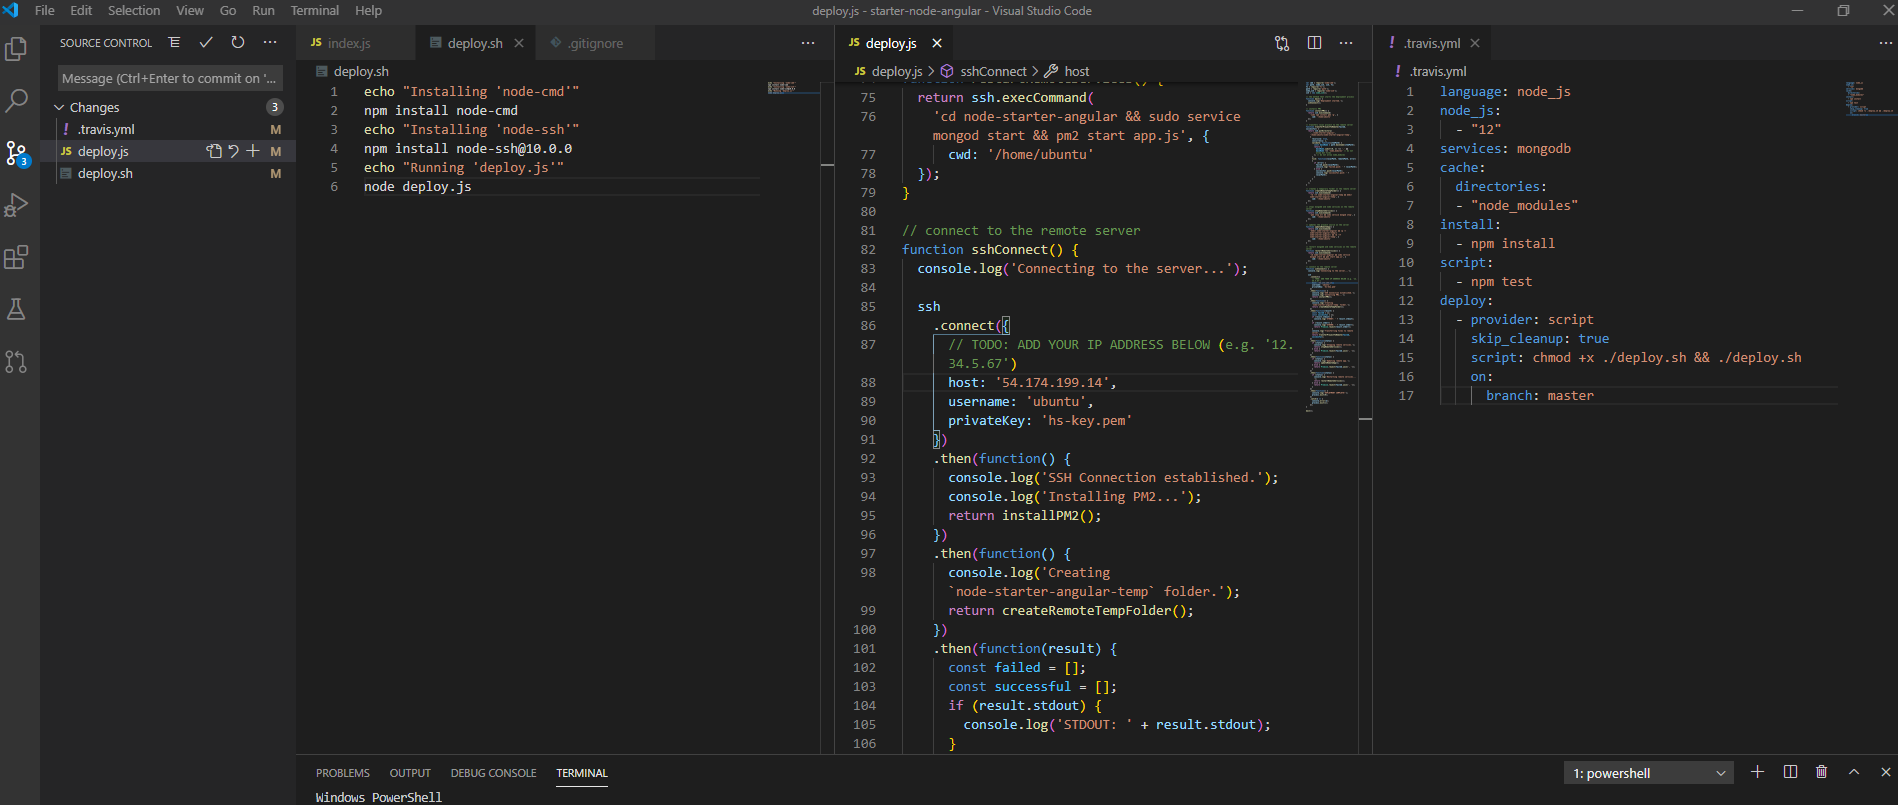 File Edit Selection View Go Run Terminal Help
deploy.js - starter-node-angular - Visual Studio Code
SOURCE CONTROL
Message (Ctrl+Enter to commit on '...
Changes 3
! .travis.yml M
JS deploy.js M
deploy.sh M
3
JS index.js
deploy.sh
.gitignore
deploy.sh
1 echo "Installing 'node-cmd'"
2 npm install node-cmd
3 echo "Installing 'node-ssh'"
4 npm install node-ssh@10.0.0
5 echo "Running 'deploy.js'"
6 node deploy.js
JS deploy.js
JS deploy.js > sshConnect > host
75 return ssh.execCommand(
76 'cd node-starter-angular && sudo service
mongod start && pm2 start app.js', {
77 cwd: '/home/ubuntu'
78 });
79 }
80
81 // connect to the remote server
82 function sshConnect() {
83 console.log('Connecting to the server...');
84
85 ssh
86 .connect({
87 // TODO: ADD YOUR IP ADDRESS BELOW (e.g. '12.
34.5.67')
88 host: '54.174.199.14',
89 username: 'ubuntu',
90 privateKey: 'hs-key.pem'
91 })
92 .then(function() {
93 console.log('SSH Connection established.');
94 console.log('Installing PM2...');
95 return installPM2();
96 })
97 .then(function() {
98 console.log('Creating
`node-starter-angular-temp` folder.');
99 return createRemoteTempFolder();
100 })
101 .then(function(result) {
102 const failed = [];
103 const successful = [];
104 if (result.stdout) {
105 console.log('STDOUT: ' + result.stdout);
106 }
! .travis.yml
! .travis.yml
1 language: node_js
2 node_js:
3 - "12"
4 services: mongodb
5 cache:
6 directories:
7 - "node_modules"
8 install:
9 - npm install
10 script:
11 - npm test
12 deploy:
13 - provider: script
14 skip_cleanup: true
15 script: chmod +x ./deploy.sh && ./deploy.sh
16 on:
17 branch: master
PROBLEMS OUTPUT DEBUG CONSOLE TERMINAL
1: powershell
Windows PowerShell